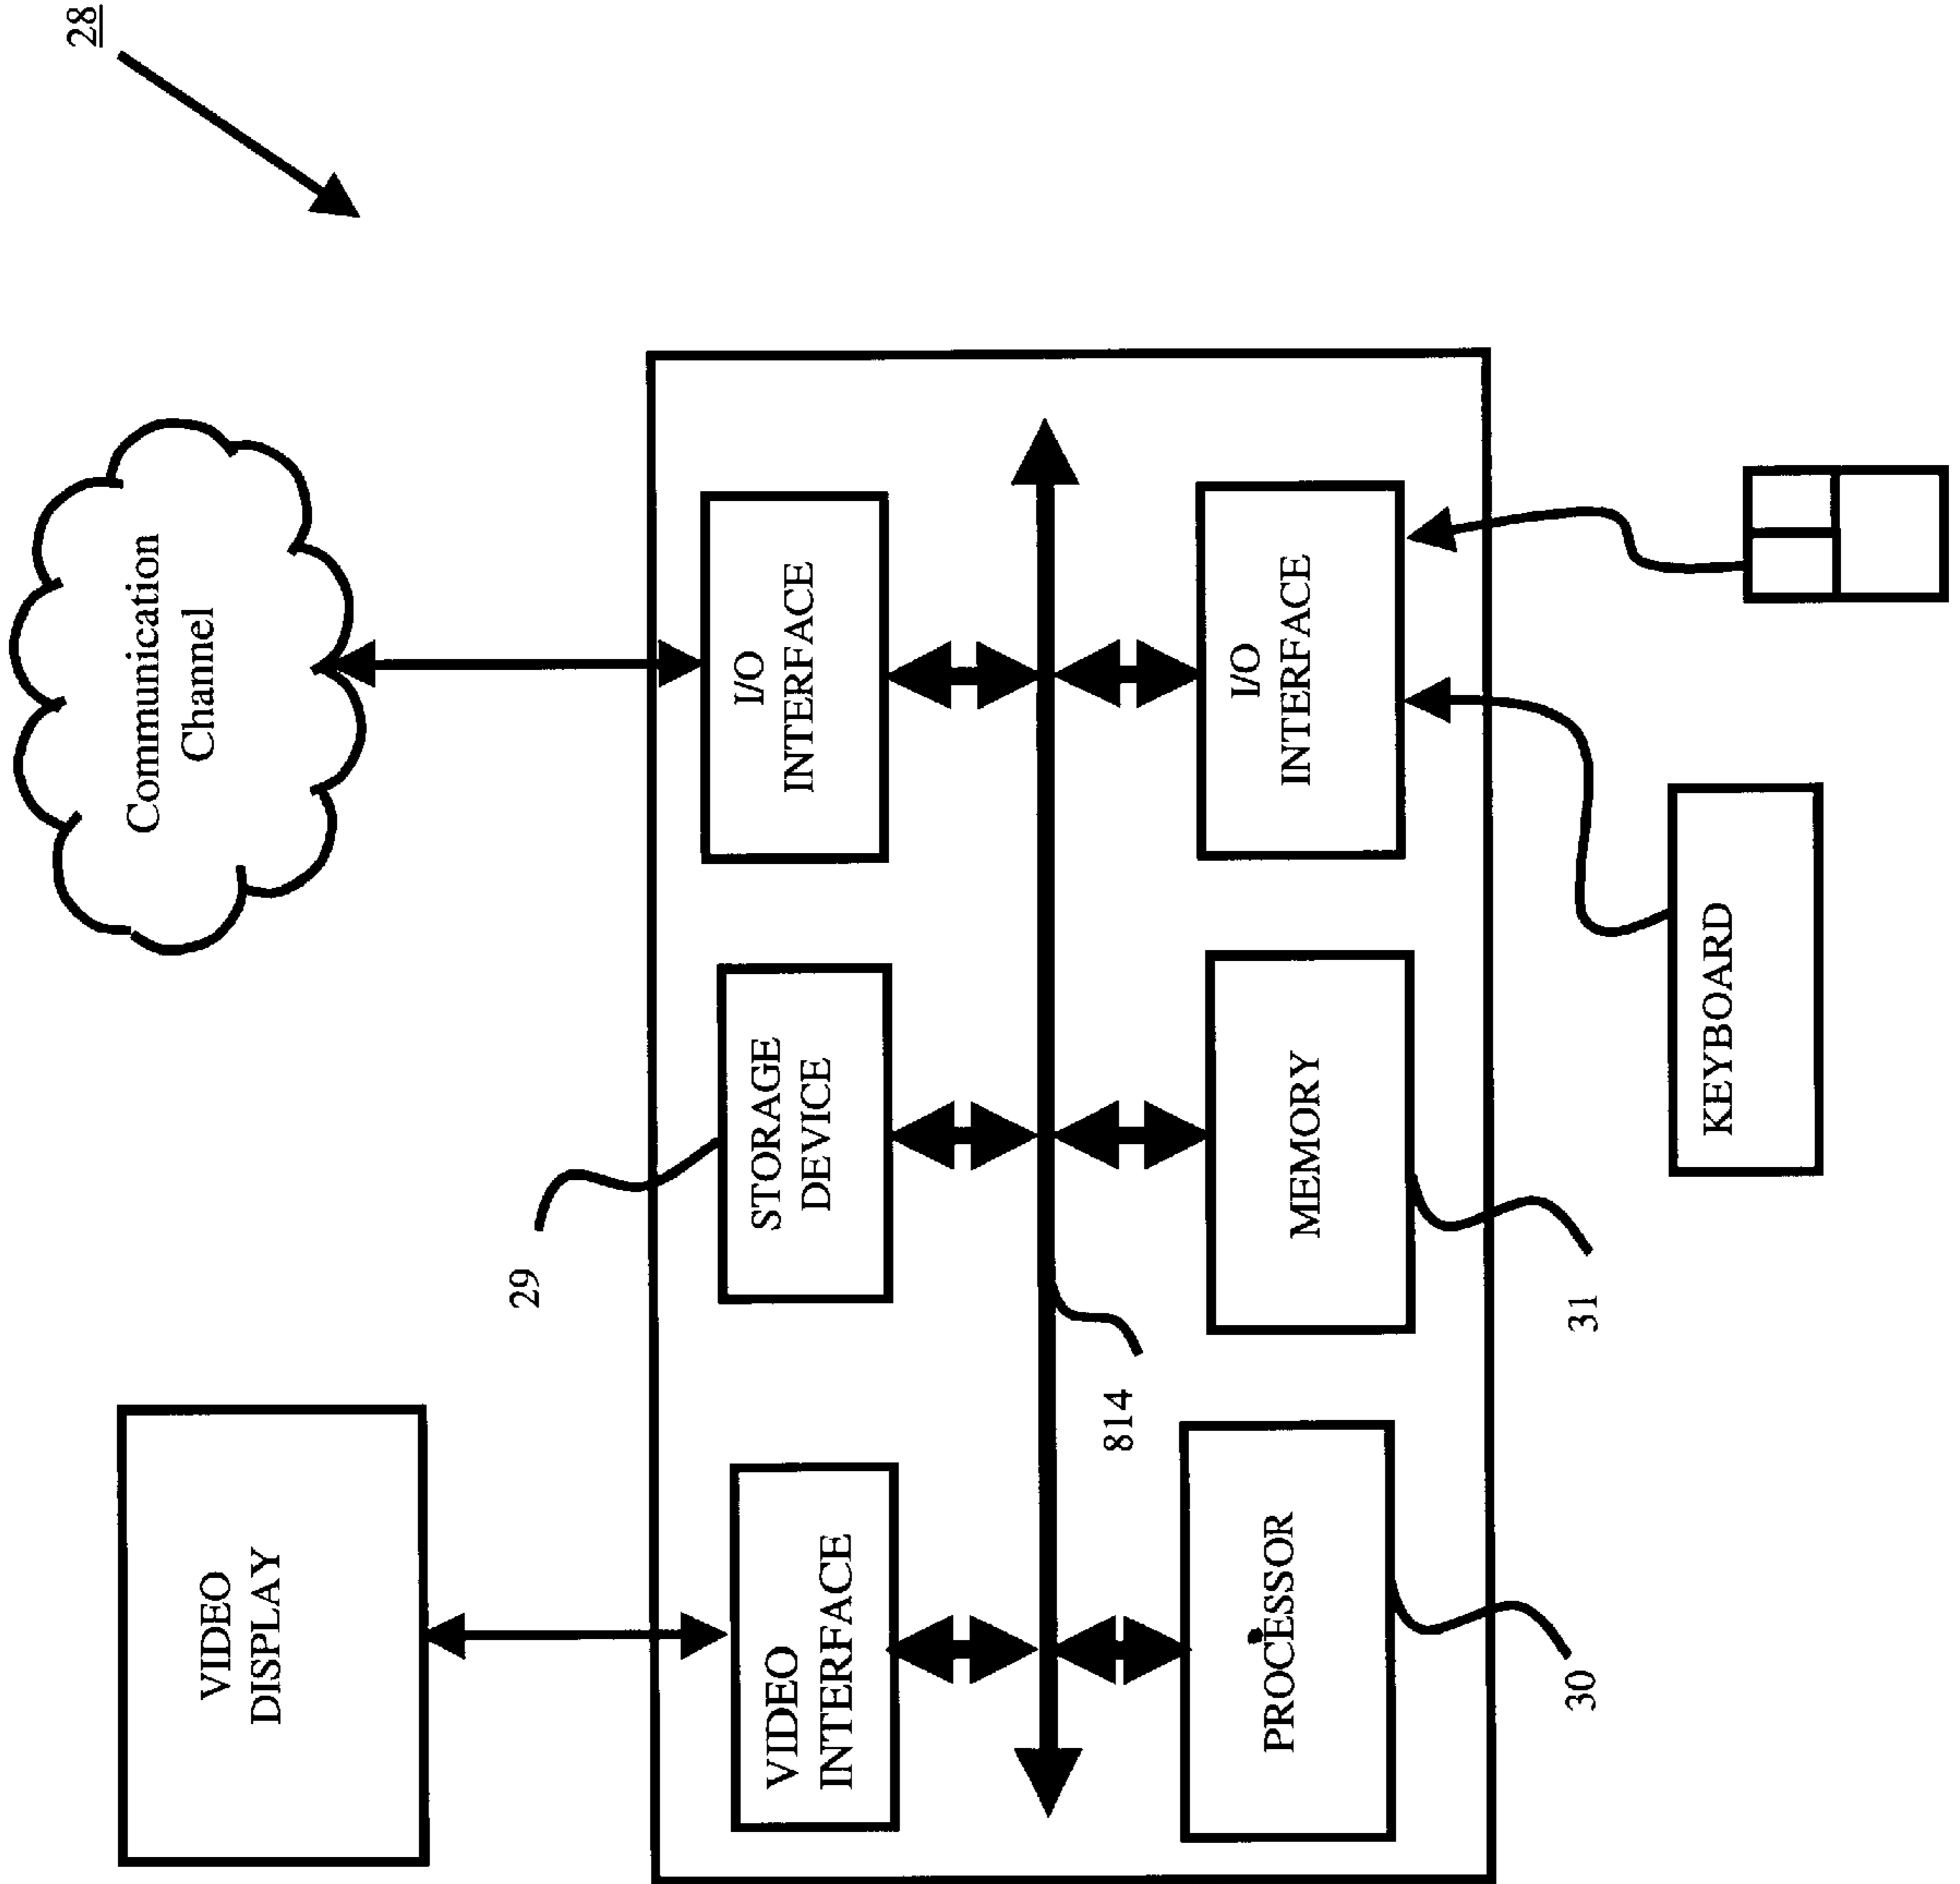 28
VIDEO
DISPLAY
Communication
Channel
29
VIDEO
INTERFACE
STORAGE
DEVICE
I/O
INTERFACE
814
PROCESSOR
MEMORY
I/O
INTERFACE
30
31
KEYBOARD